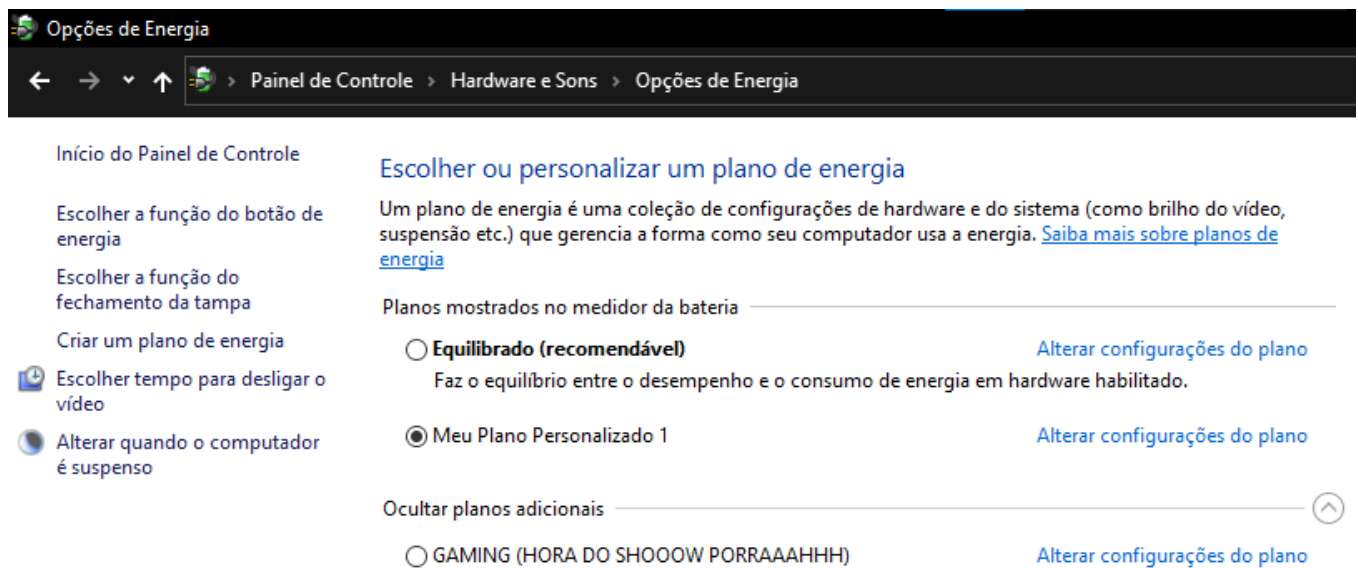 Opções de Energia
Painel de Controle > Hardware e Sons > Opções de Energia
Início do Painel de Controle
Escolher a função do botão de
energia
Escolher a função do
fechamento da tampa
Criar um plano de energia
Escolher tempo para desligar o
vídeo
Alterar quando o computador
é suspenso
Escolher ou personalizar um plano de energia
Um plano de energia é uma coleção de configurações de hardware e do sistema (como brilho do vídeo,
suspensão etc.) que gerencia a forma como seu computador usa a energia. Saiba mais sobre planos de
energia
Planos mostrados no medidor da bateria
Equilibrado (recomendável) Alterar configurações do plano
Faz o equilíbrio entre o desempenho e o consumo de energia em hardware habilitado.
Meu Plano Personalizado 1 Alterar configurações do plano
Ocultar planos adicionais
GAMING (HORA DO SHOOOW PORRAAAHHH) Alterar configurações do plano